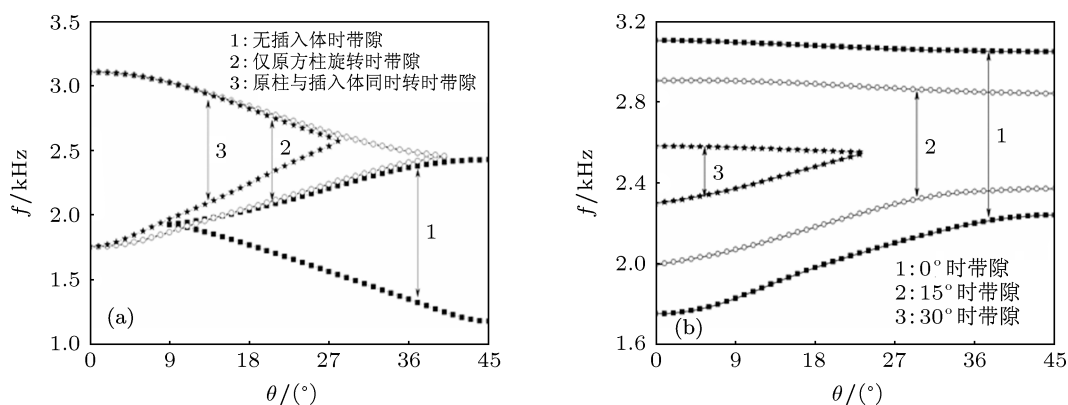 3.5
3.0
2.5
2.0
1.5
1.0
f/kHz
1:无插入体时带隙
2:仅原方柱旋转时带隙
3:原柱与插入体同时转时带隙
3
2
1
(a)
0
9
18
27
36
45
θ/(°)
3.2
2.8
2.4
2.0
1.6
f/kHz
1
2
3
1:0°时带隙
2:15°时带隙
3:30°时带隙
(b)
0
9
18
27
36
45
θ/(°)